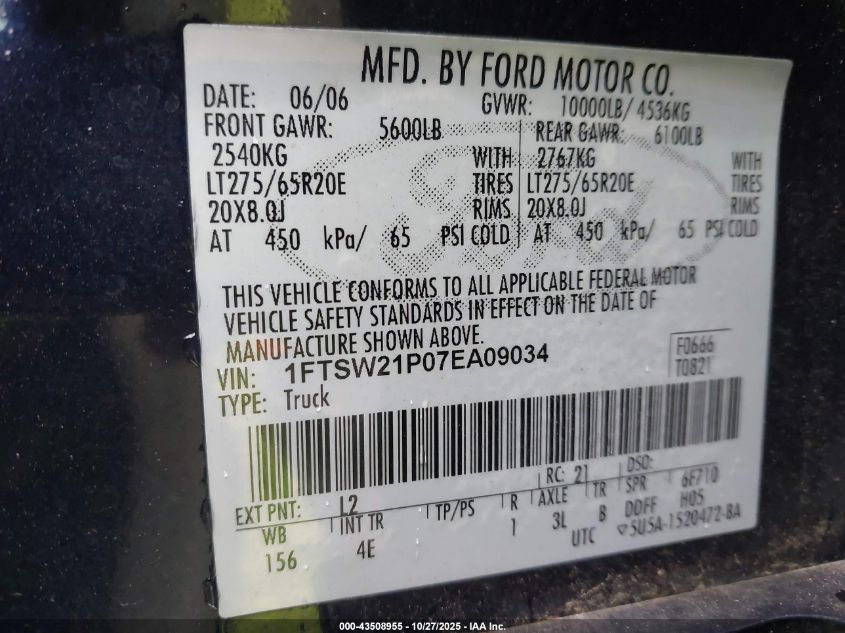 MFD. BY FORD MOTOR CO.
DATE: 06/06 GVWR: 10000LB/ 4536KG
FRONT GAWR: 5600LB REAR GAWR: 6100LB
2540KG WITH 2767KG WITH
LT275/65R20E TIRES LT275/65R20E TIRES
20X8.0J RIMS 20X8.0J RIMS
AT 450 kPa/ 65 PSI COLD AT 450 kPa/ 65 PSI COLD
Ford
THIS VEHICLE CONFORMS TO ALL APPLICABLE FEDERAL MOTOR
VEHICLE SAFETY STANDARDS IN EFFECT ON THE DATE OF
MANUFACTURE SHOWN ABOVE.
VIN: 1FTSW21P07EA09034 F0666
TYPE: Truck T0821
EXT PNT: L2 RC: 21 DSO:
WB INT TR TP/PS R AXLE TR SPR 6F710
156 4E 1 3L B DDFF H05
UTC ▽5U5A-1520472-BA
000-43508955 - 10/27/2025 - IAA Inc.